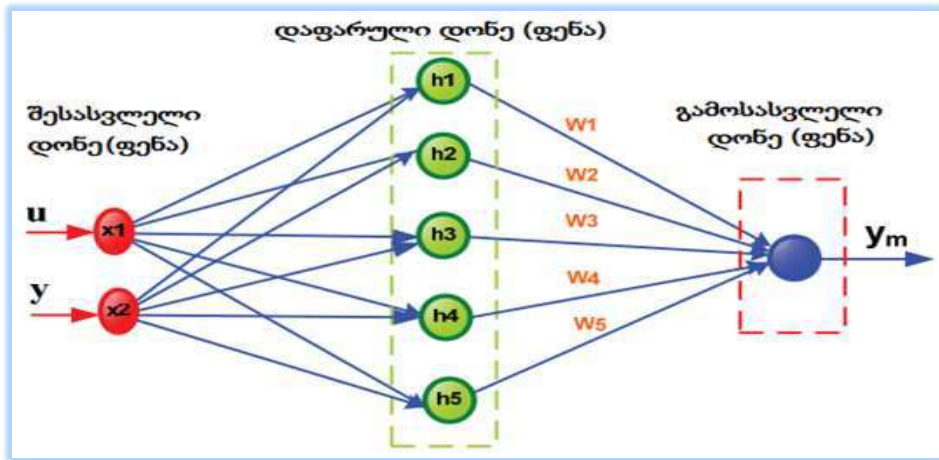 დაფარული დონე (ფენა)
შესასვლელი
დონე(ფენა)
გამოსასვლელი
დონე (ფენა)
u
y
x1
x2
h1
h2
h3
h4
h5
W1
W2
W3
W4
W5
ym